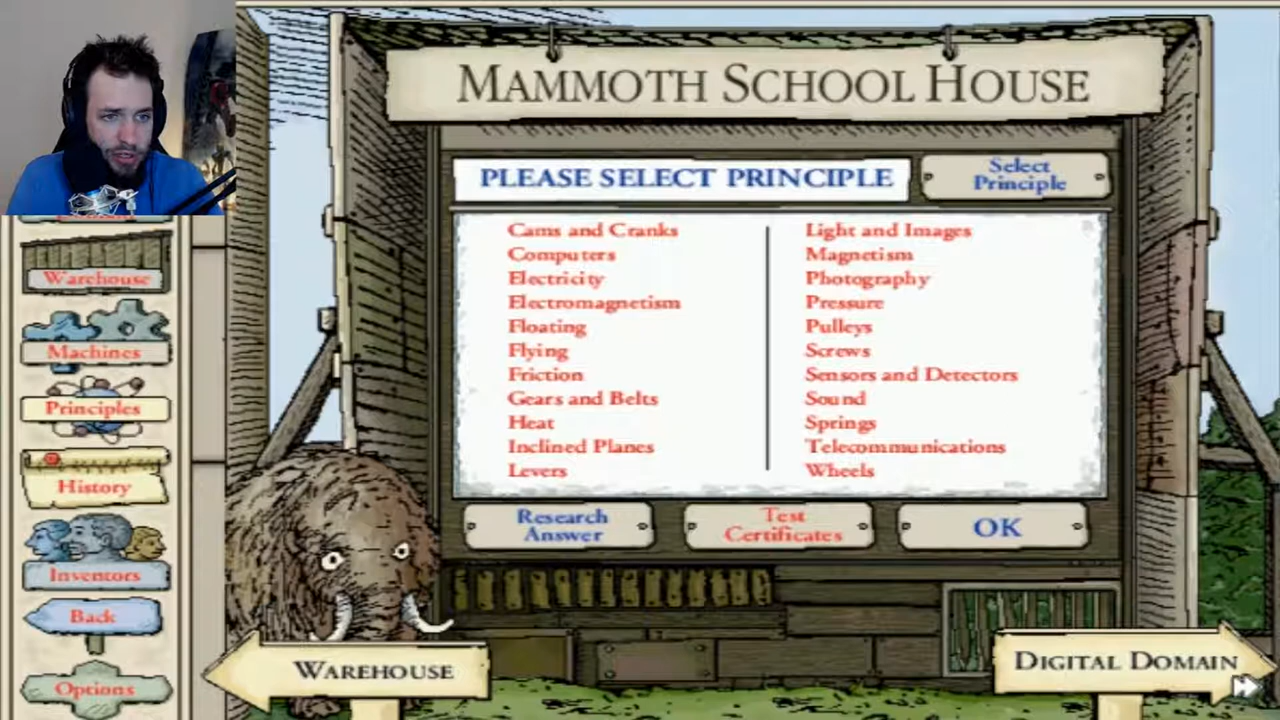 MAMMOTH SCHOOL HOUSE
PLEASE SELECT PRINCIPLE
Select
Principle
Cams and Cranks
Computers
Electricity
Electromagnetism
Floating
Flying
Friction
Gears and Belts
Heat
Inclined Planes
Levers
Light and Images
Magnetism
Photography
Pressure
Pulleys
Screws
Sensors and Detectors
Sound
Springs
Telecommunications
Wheels
Research
Answer
Test
Certificates
OK
Warehouse
Machines
Principles
History
Inventors
Back
Options
WAREHOUSE
DIGITAL DOMAIN